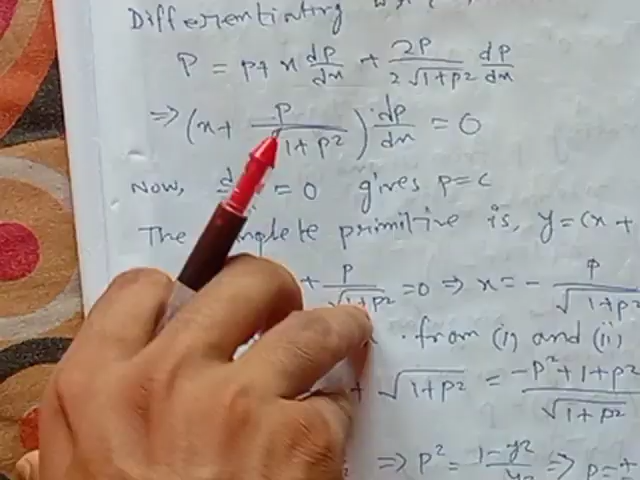 Differentiating w.r.t.
P = P + x dp/dx + 2P/2√1+p² dp/dx
⇒ (x + P/√1+p²) dp/dx = 0
Now, = 0 gives p=c
The primitive is, y=cx +
+ P/√1+p² = 0 ⇒ x = - P/√1+p²
. from (i) and (ii)
+ √1+p² = -p²+1+p²/√1+p²
⇒ p² = 1-y²/y² ⇒ p = ±